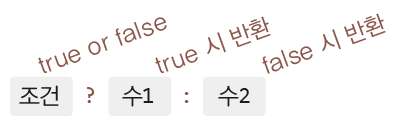 true or false
true 시 반환
false 시 반환
조건 ? 수1 : 수2